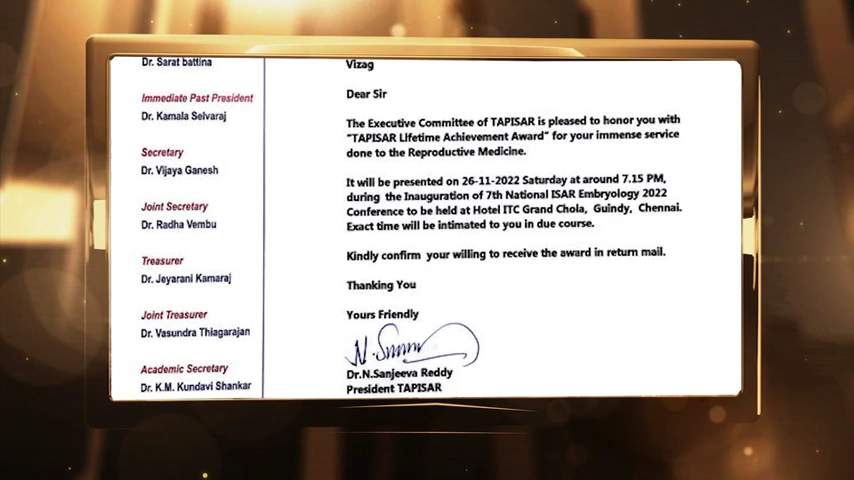 Dr. Sarat battina
Immediate Past President
Dr. Kamala Selvaraj
Secretary
Dr. Vijaya Ganesh
Joint Secretary
Dr. Radha Vembu
Treasurer
Dr. Jeyarani Kamaraj
Joint Treasurer
Dr. Vasundra Thiagarajan
Academic Secretary
Dr. K.M. Kundavi Shankar
Vizag
Dear Sir
The Executive Committee of TAPISAR is pleased to honor you with
"TAPISAR Lifetime Achievement Award" for your immense service
done to the Reproductive Medicine.
It will be presented on 26-11-2022 Saturday at around 7.15 PM,
during the Inauguration of 7th National ISAR Embryology 2022
Conference to be held at Hotel ITC Grand Chola, Guindy, Chennai.
Exact time will be intimated to you in due course.
Kindly confirm your willing to receive the award in return mail.
Thanking You
Yours Friendly
Dr.N.Sanjeeva Reddy
President TAPISAR